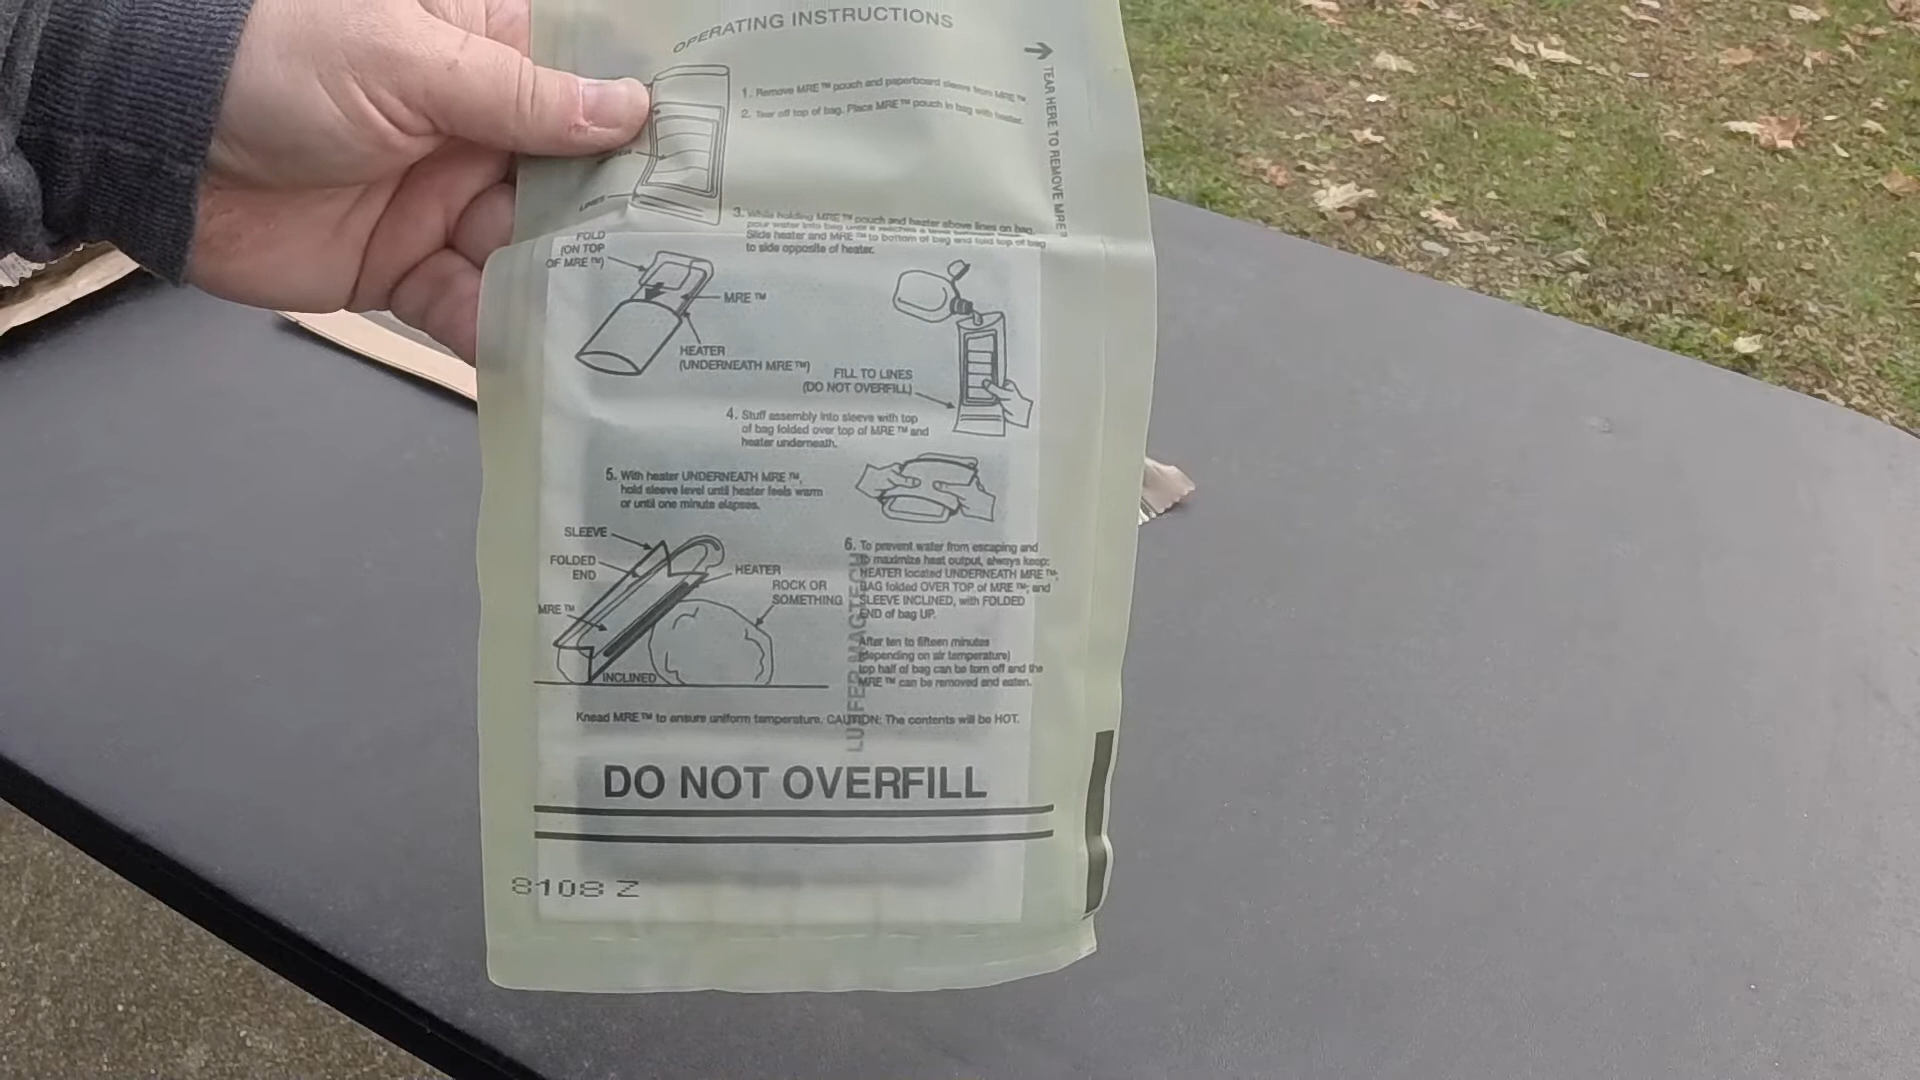 OPERATING INSTRUCTIONS
→ TEAR HERE TO REMOVE MRE™
1. Remove MRE™ pouch and paperboard sleeve from MRE™
2. Tear off top of bag. Place MRE™ pouch in bag with heater.
LINES
3. While holding MRE™ pouch and heater above lines on bag,
pour water into bag until it reaches a
Slide heater and MRE™ to bottom of bag and fold top of bag
to side opposite of heater.
FOLD
(ON TOP
OF MRE™)
MRE™
HEATER
(UNDERNEATH MRE™)
FILL TO LINES
(DO NOT OVERFILL)
4. Stuff assembly into sleeve with top
of bag folded over top of MRE™ and
heater underneath.
5. With heater UNDERNEATH MRE™,
hold sleeve level until heater feels warm
or until one minute elapses.
SLEEVE
FOLDED
END
MRE™
HEATER
ROCK OR
SOMETHING
INCLINED
6. To prevent water from escaping and
to maximize heat output, always keep:
HEATER located UNDERNEATH MRE™;
BAG folded OVER TOP of MRE™; and
SLEEVE INCLINED, with FOLDED
END of bag UP.
After ten to fifteen minutes
(depending on air temperature)
top half of bag can be torn off and the
MRE™ can be removed and eaten.
Knead MRE™ to ensure uniform temperature. CAUTION: The contents will be HOT.
DO NOT OVERFILL
8108 Z